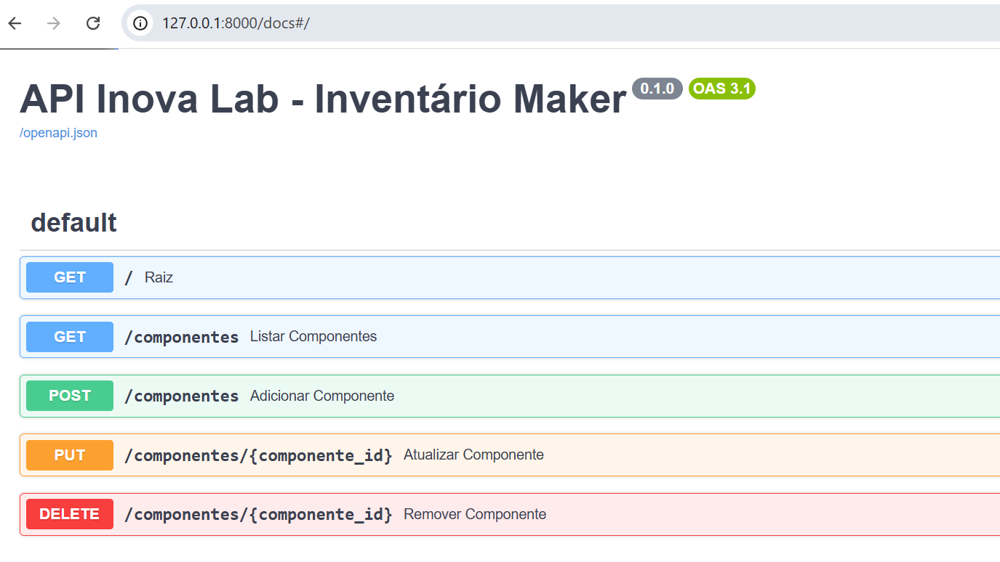 127.0.0.1:8000/docs#/
API Inova Lab - Inventário Maker 0.1.0 OAS 3.1
/openapi.json
default
GET / Raiz
GET /componentes Listar Componentes
POST /componentes Adicionar Componente
PUT /componentes/{componente_id} Atualizar Componente
DELETE /componentes/{componente_id} Remover Componente